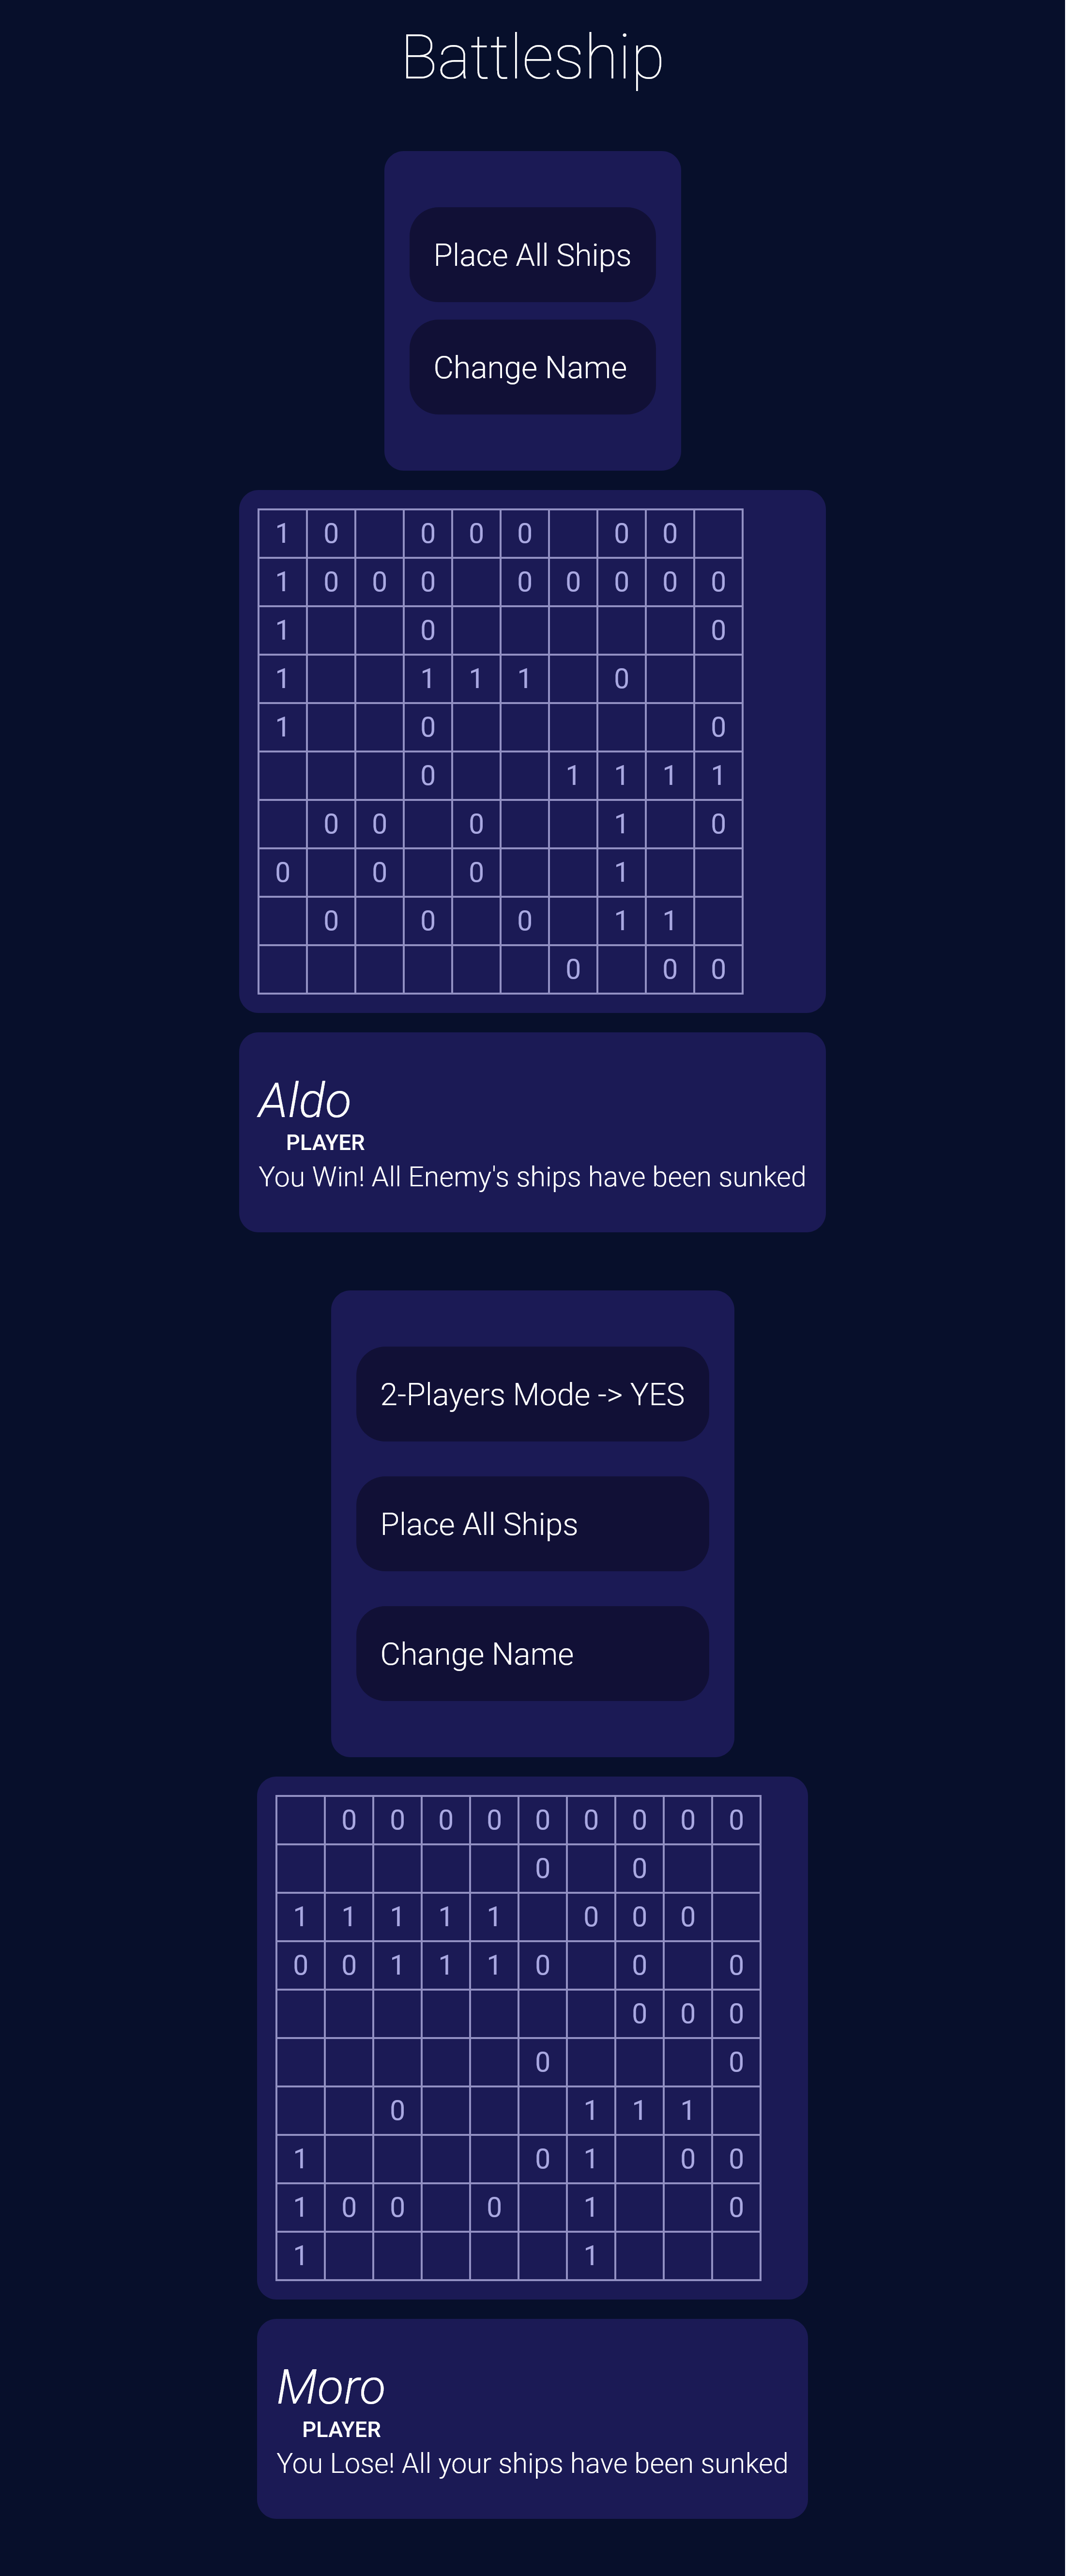 Battleship
Place All Ships
Change Name
1 0 0 0 0 0 0
1 0 0 0 0 0 0 0 0
1 0 0
1 1 1 1 0
1 0 0
0 1 1 1 1
0 0 0 1 0
0 0 0 1
0 0 0 1 1
0 0 0
Aldo
PLAYER
You Win! All Enemy's ships have been sunked
2-Players Mode -> YES
Place All Ships
Change Name
0 0 0 0 0 0 0 0 0
0 0
1 1 1 1 1 0 0 0
0 0 1 1 1 0 0 0
0 0 0
0 0
0 1 1 1
1 0 1 0 0
1 0 0 0 1 0
1 1
Moro
PLAYER
You Lose! All your ships have been sunked